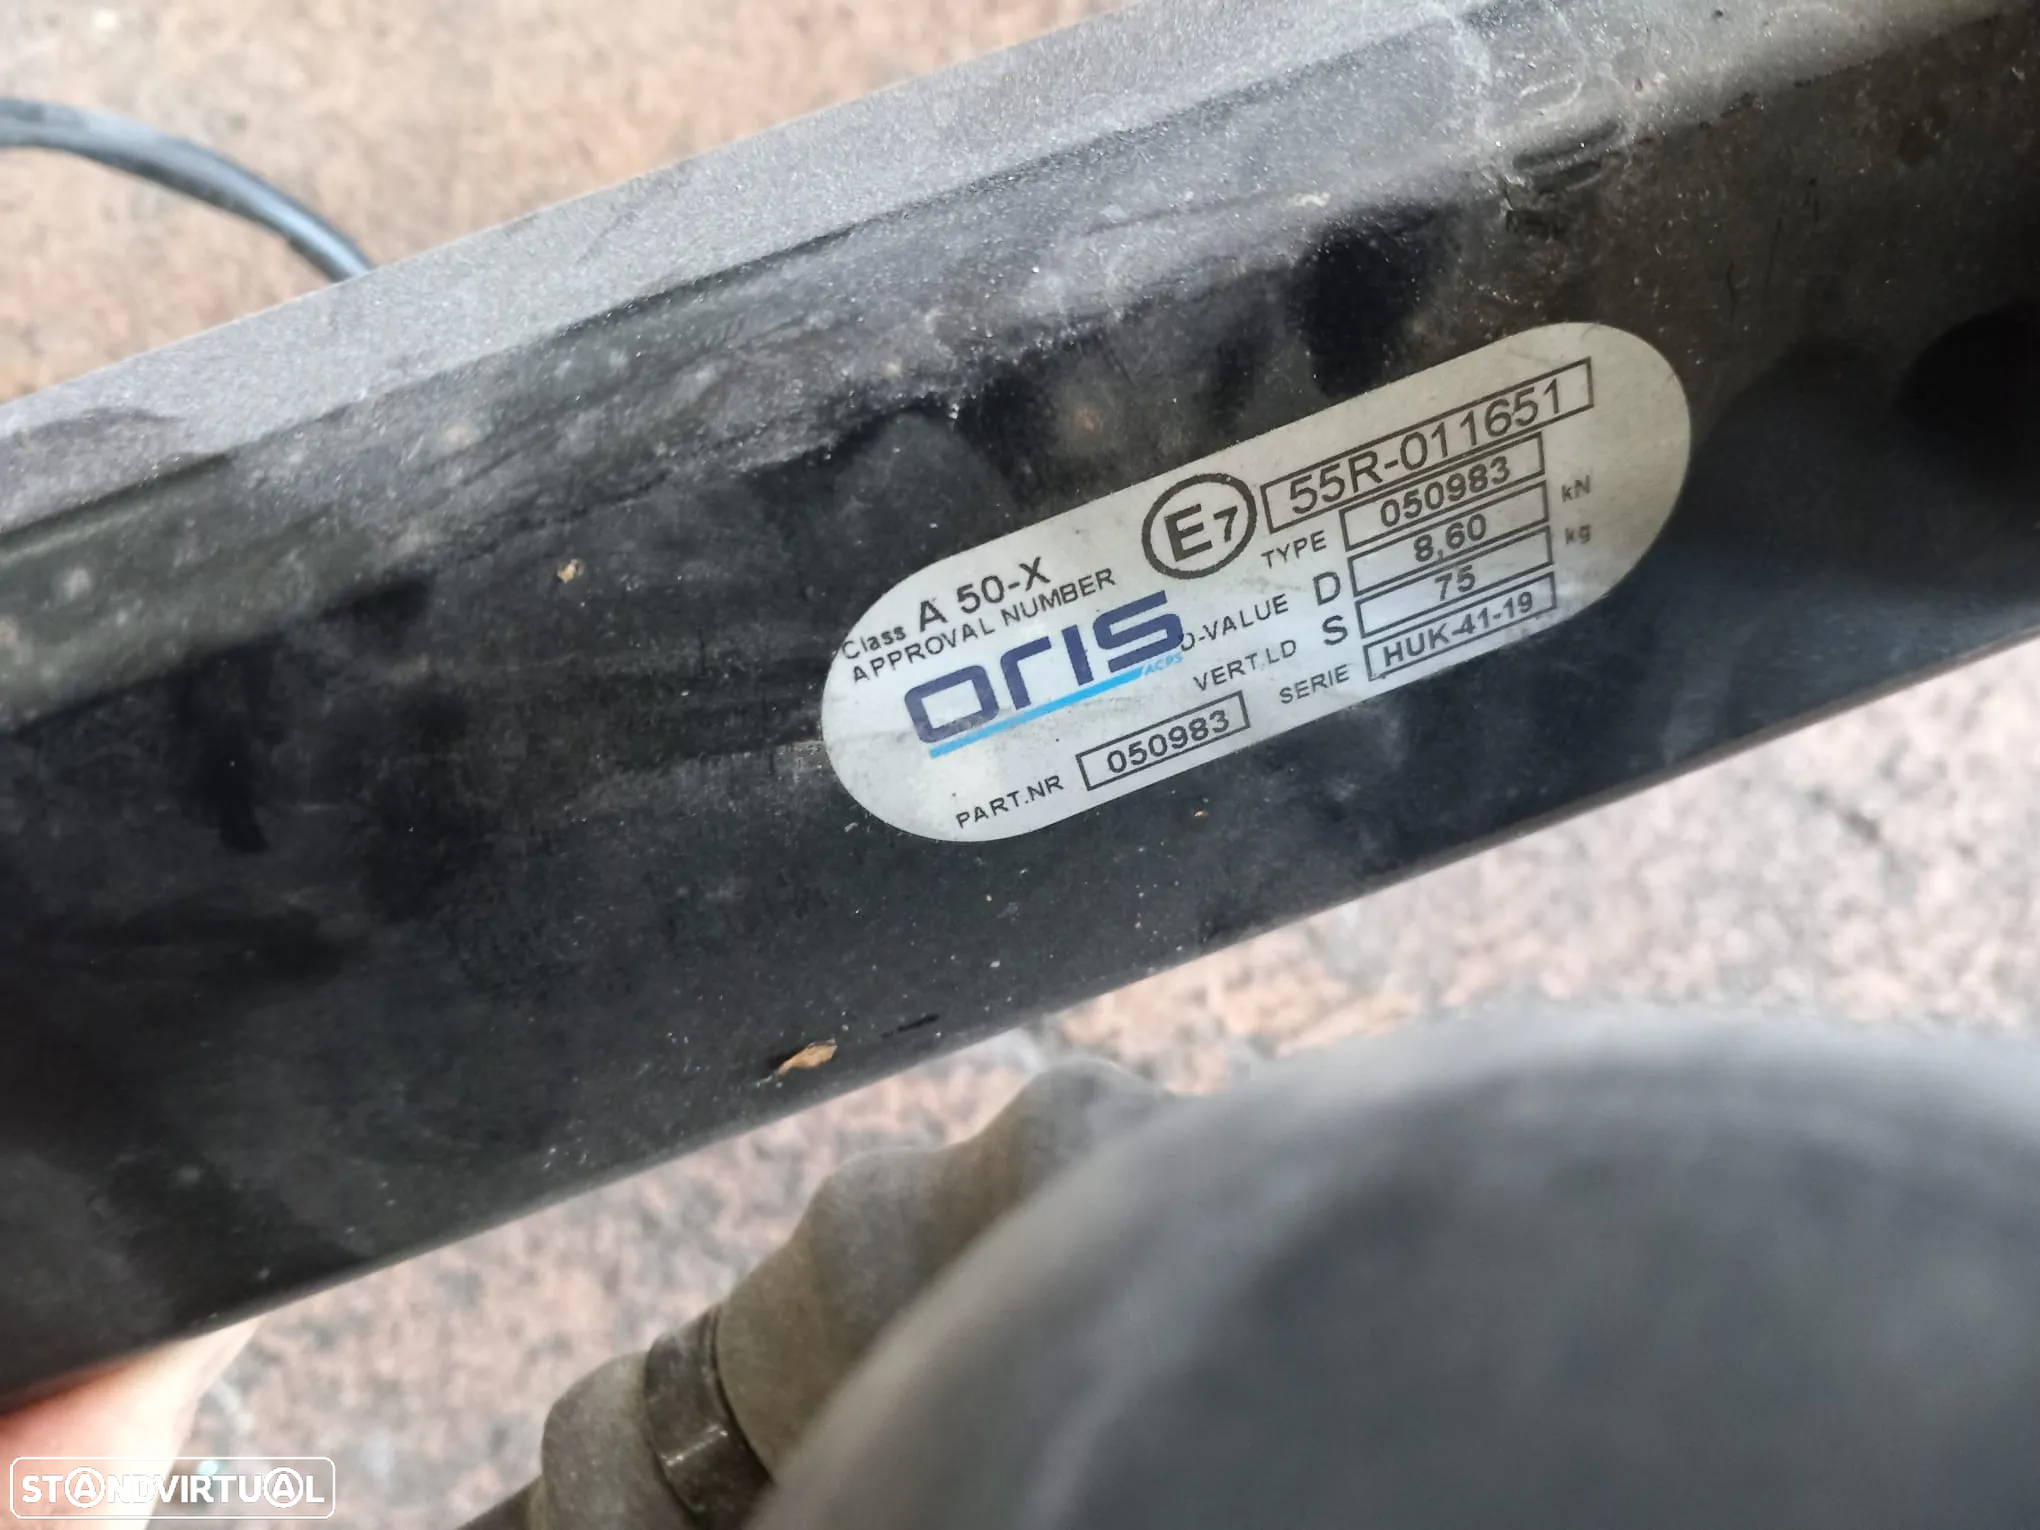 Class A 50-X
APPROVAL NUMBER E7 55R-011651
TYPE 050983
oris ACPS
D-VALUE D 8,60 kN
VERT.LD S 75 kg
PART.NR 050983 SERIE HUK-41-19
STANDVIRTUAL